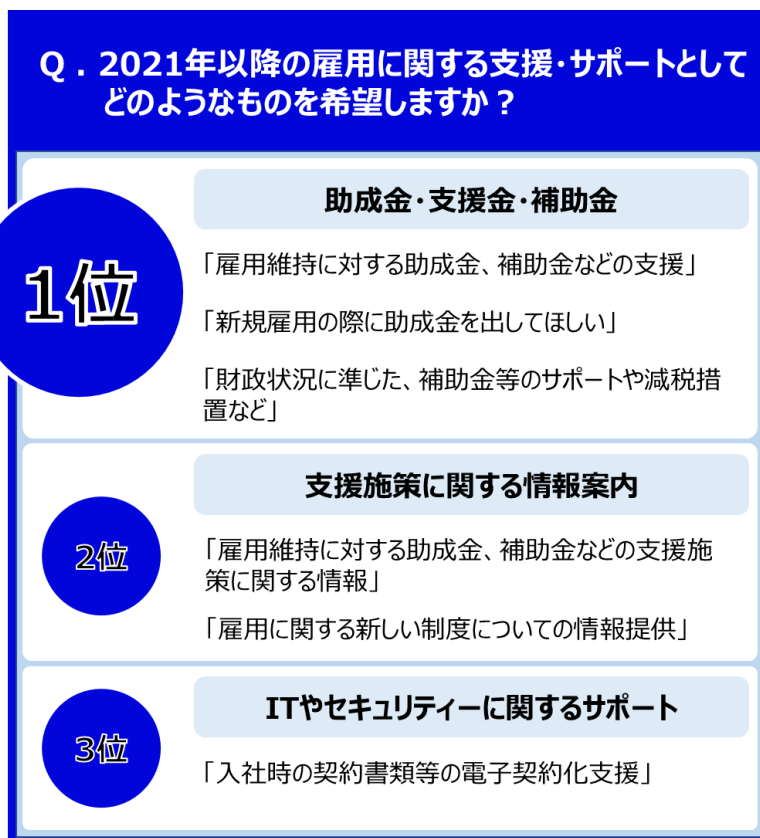 Q．2021年以降の雇用に関する支援･サポートとして
どのようなものを希望しますか？
1位
助成金･支援金･補助金
「雇用維持に対する助成金、補助金などの支援」
「新規雇用の際に助成金を出してほしい」
「財政状況に準じた、補助金等のサポートや減税措
置など」
2位
支援施策に関する情報案内
「雇用維持に対する助成金、補助金などの支援施
策に関する情報」
「雇用に関する新しい制度についての情報提供」
3位
ITやセキュリティーに関するサポート
「入社時の契約書類等の電子契約化支援」